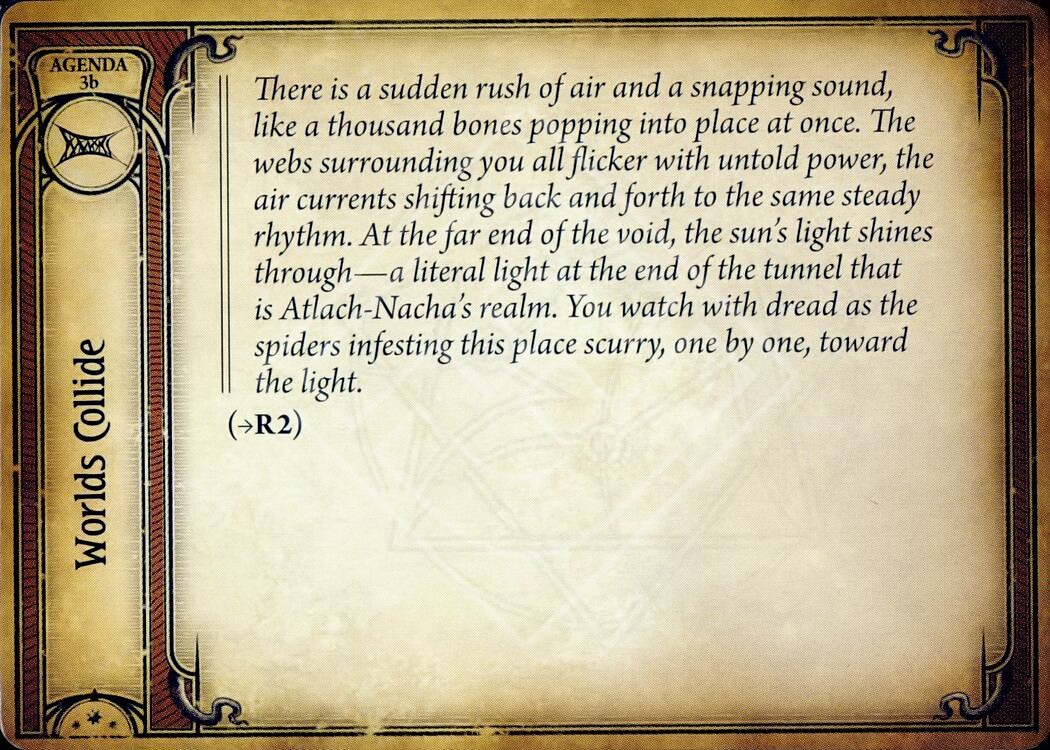 AGENDA
3b
Worlds Collide
There is a sudden rush of air and a snapping sound,
like a thousand bones popping into place at once. The
webs surrounding you all flicker with untold power, the
air currents shifting back and forth to the same steady
rhythm. At the far end of the void, the sun's light shines
through—a literal light at the end of the tunnel that
is Atlach-Nacha's realm. You watch with dread as the
spiders infesting this place scurry, one by one, toward
the light.
(→R2)